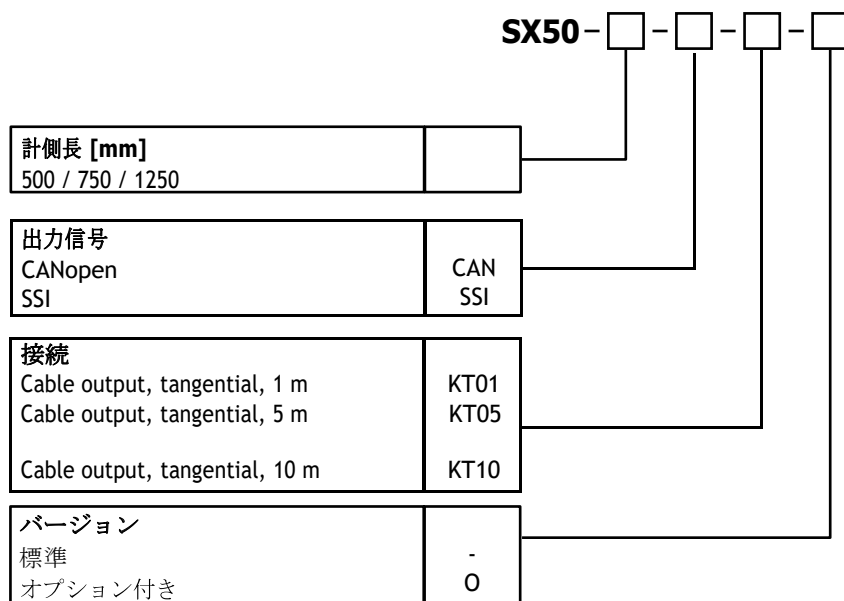 SX50 - □ - □ - □ - □
計側長 [mm]
500 / 750 / 1250
出力信号
CANopen CAN
SSI SSI
接続
Cable output, tangential, 1 m KT01
Cable output, tangential, 5 m KT05
Cable output, tangential, 10 m KT10
バージョン
標準 -
オプション付き O